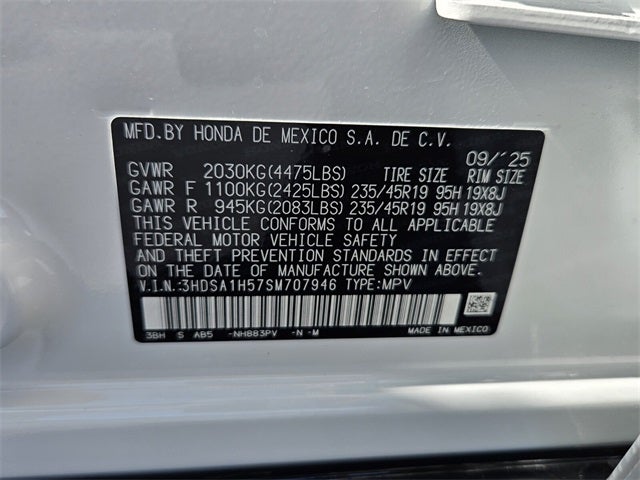 MFD.BY HONDA DE MEXICO S.A. DE C.V.
09/'25
GVWR 2030KG(4475LBS) TIRE SIZE RIM SIZE
GAWR F 1100KG(2425LBS) 235/45R19 95H 19X8J
GAWR R 945KG(2083LBS) 235/45R19 95H 19X8J
THIS VEHICLE CONFORMS TO ALL APPLICABLE
FEDERAL MOTOR VEHICLE SAFETY
AND THEFT PREVENTION STANDARDS IN EFFECT
ON THE DATE OF MANUFACTURE SHOWN ABOVE.
V.I.N.:3HDSA1H57SM707946 TYPE:MPV
3BH S AB5 -NH883PV -N -M MADE IN MEXICO